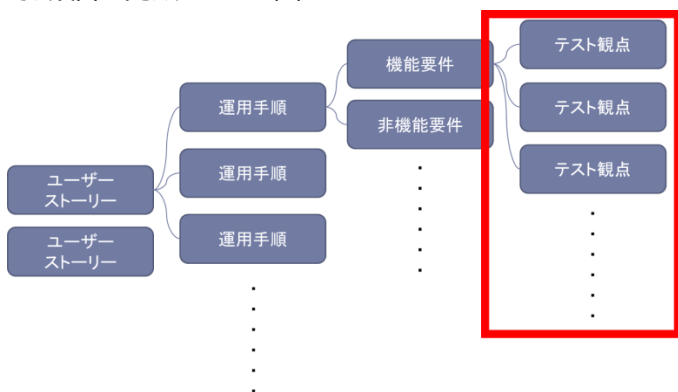 ユーザー
ストーリー
ユーザー
ストーリー
運用手順
運用手順
運用手順
機能要件
非機能要件
テスト観点
テスト観点
テスト観点